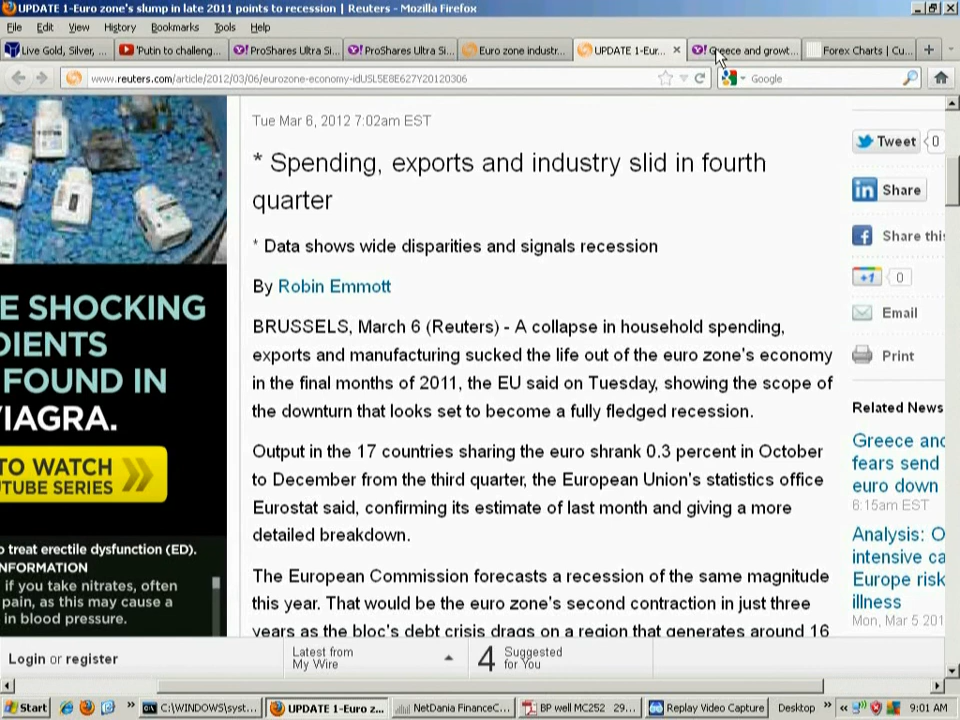 UPDATE 1-Euro zone's slump in late 2011 points to recession | Reuters - Mozilla Firefox
File Edit View History Bookmarks Tools Help
Live Gold, Silver, ... 'Putin to challeng... ProShares Ultra Si... ProShares Ultra Si... Euro zone industr... UPDATE 1-Eur... Greece and growt... Forex Charts | Cu...
www.reuters.com/article/2012/03/06/eurozone-economy-idUSL5E8E627Y20120306 Google
Tue Mar 6, 2012 7:02am EST
* Spending, exports and industry slid in fourth
quarter
* Data shows wide disparities and signals recession
By Robin Emmott
BRUSSELS, March 6 (Reuters) - A collapse in household spending,
exports and manufacturing sucked the life out of the euro zone's economy
in the final months of 2011, the EU said on Tuesday, showing the scope of
the downturn that looks set to become a fully fledged recession.
Output in the 17 countries sharing the euro shrank 0.3 percent in October
to December from the third quarter, the European Union's statistics office
Eurostat said, confirming its estimate of last month and giving a more
detailed breakdown.
The European Commission forecasts a recession of the same magnitude
this year. That would be the euro zone's second contraction in just three
years as the bloc's debt crisis drags on a region that generates around 16
E SHOCKING
DIENTS
FOUND IN
VIAGRA.
TO WATCH
UTUBE SERIES
o treat erectile dysfunction (ED).
NFORMATION
if you take nitrates, often
pain, as this may cause a
in blood pressure.
Tweet 0
in Share
Share this
+1 0
Email
Print
Related News
Greece and
fears send
euro down
6:15am EST
Analysis: O
intensive ca
Europe risk
illness
Mon, Mar 5 201
Login or register
Latest from
My Wire
4 Suggested
for You
Start C:\WINDOWS\syst... UPDATE 1-Euro z... NetDania FinanceC... BP well MC252 29... Replay Video Capture Desktop 9:01 AM